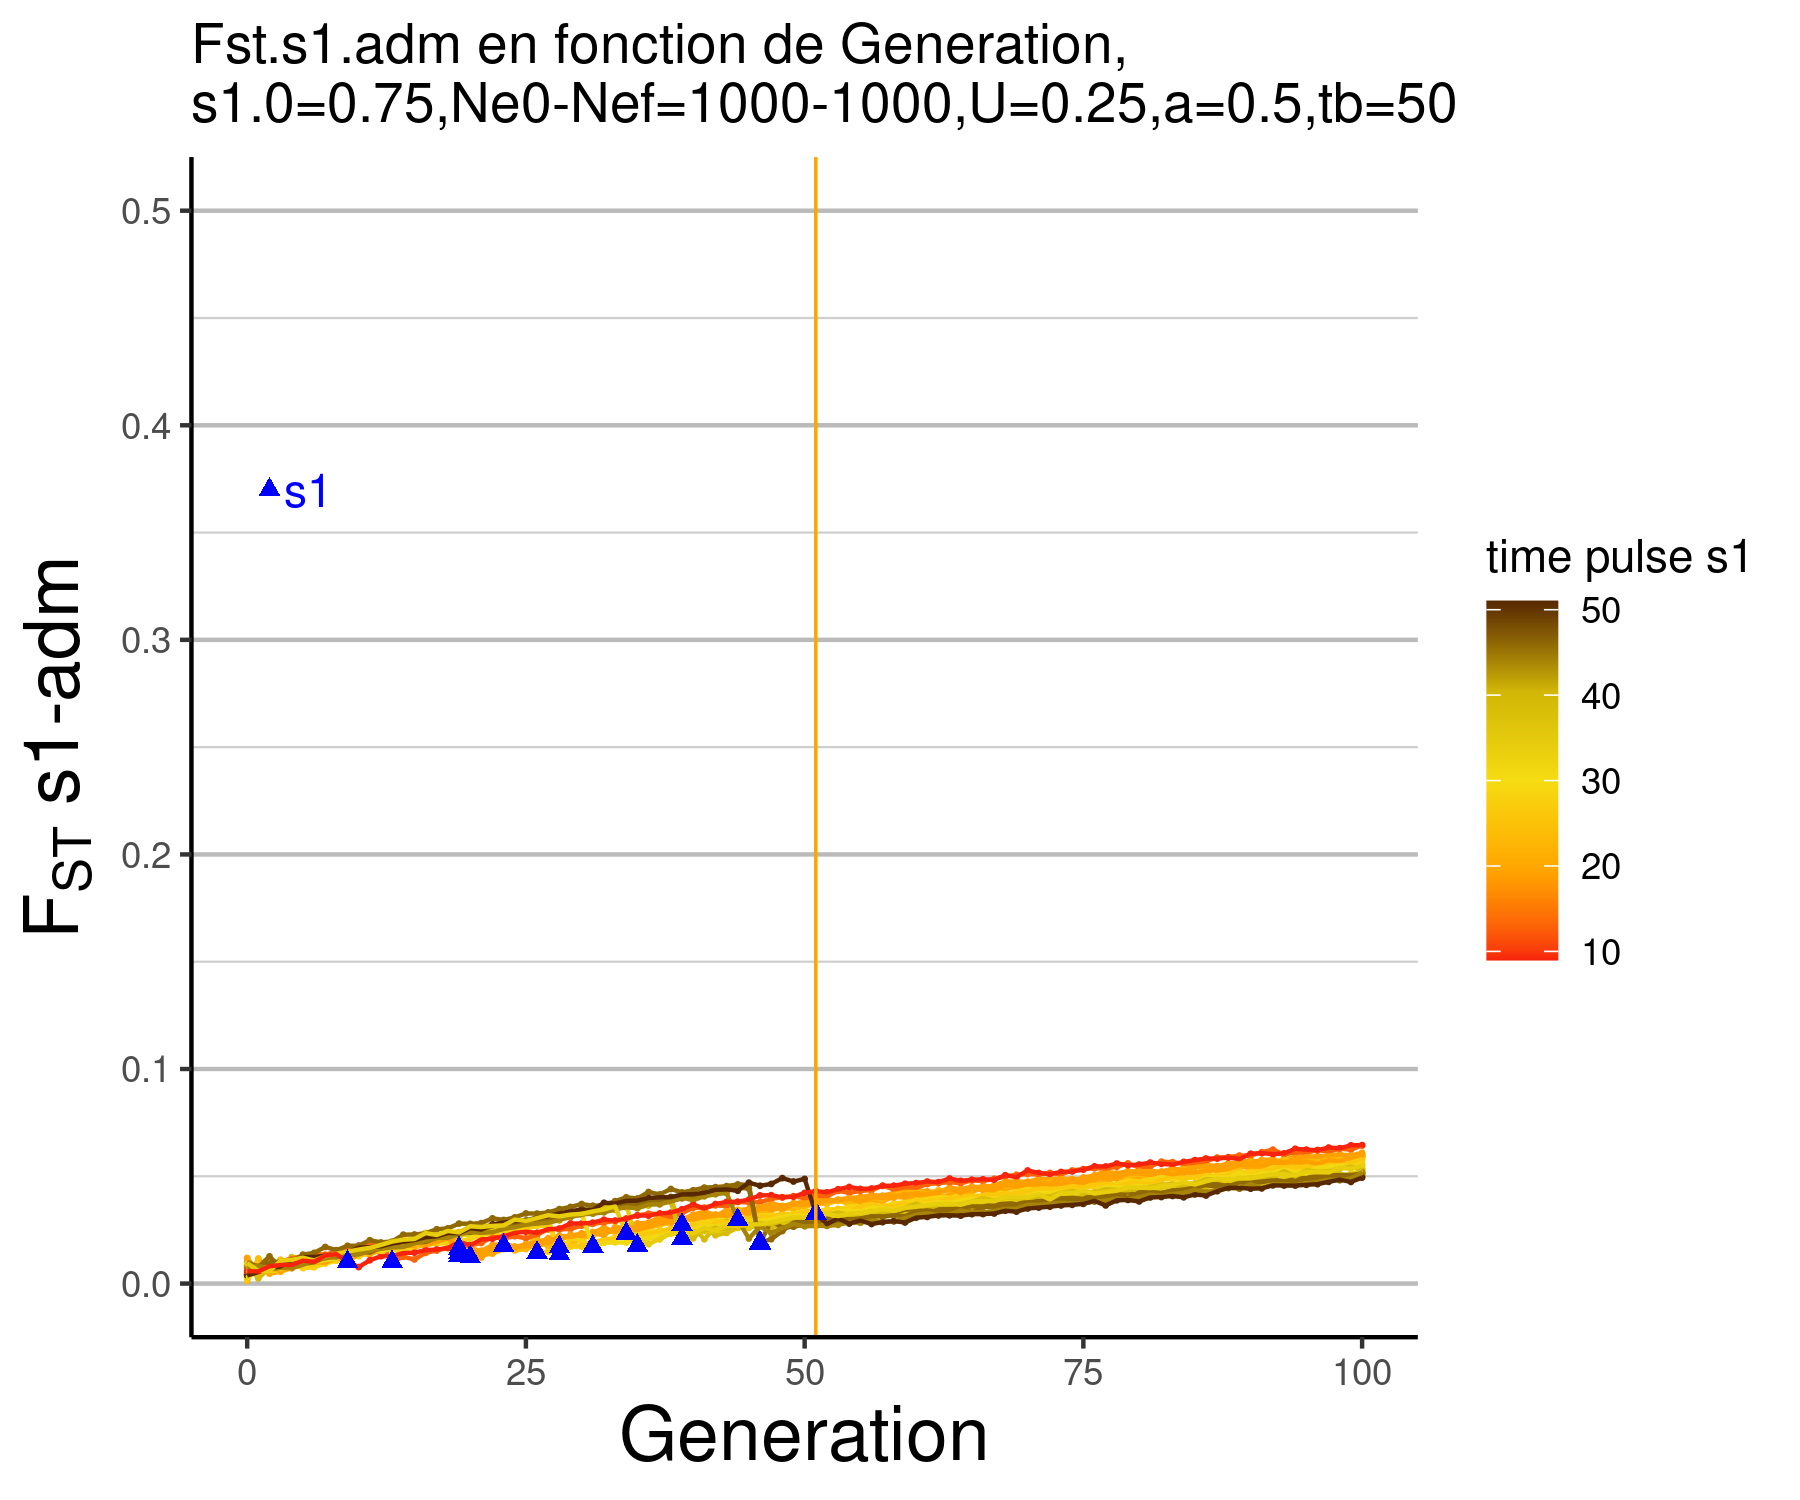 Fst.s1.adm en fonction de Generation,
s1.0=0.75,Ne0-Nef=1000-1000,U=0.25,a=0.5,tb=50
0.5
0.4
0.3
0.2
0.1
0.0
FST s1-adm
s1
0 25 50 75 100
Generation
time pulse s1
50
40
30
20
10